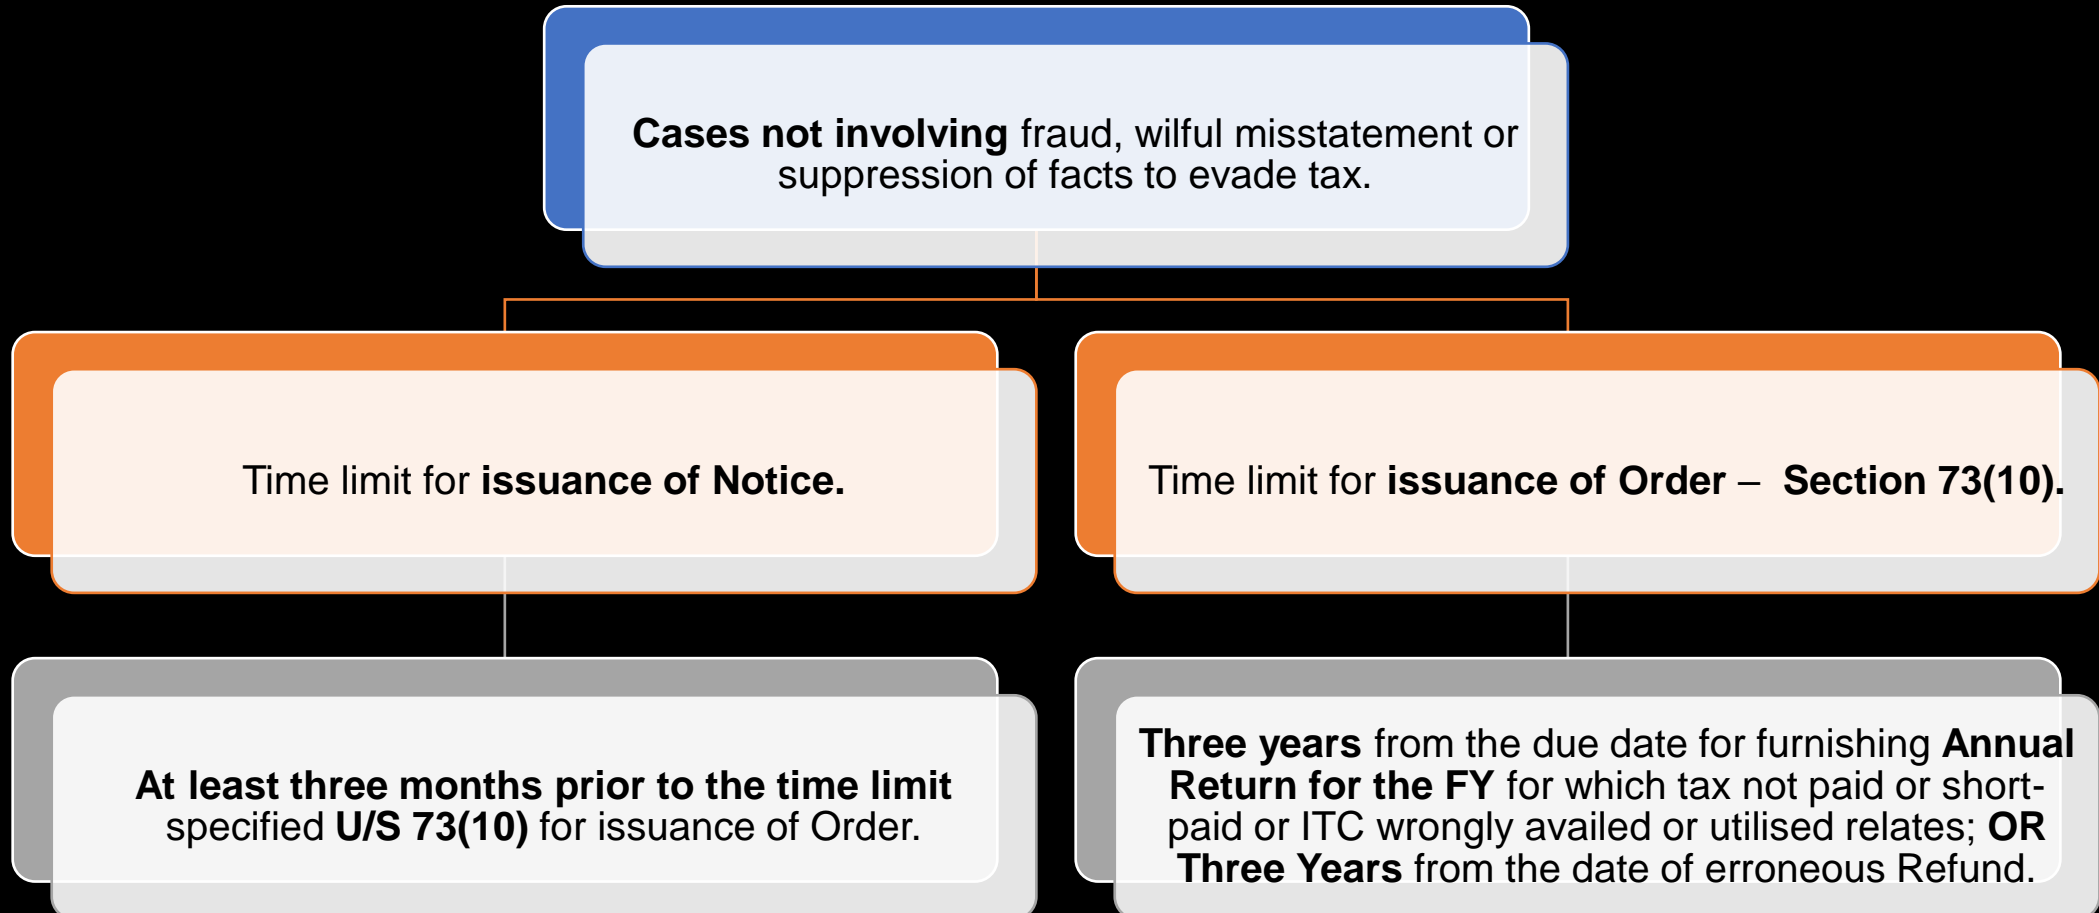 Cases not involving fraud, wilful misstatement or
suppression of facts to evade tax.
Time limit for issuance of Notice.
Time limit for issuance of Order – Section 73(10).
At least three months prior to the time limit
specified U/S 73(10) for issuance of Order.
Three years from the due date for furnishing Annual
Return for the FY for which tax not paid or short-
paid or ITC wrongly availed or utilised relates; OR
Three Years from the date of erroneous Refund.